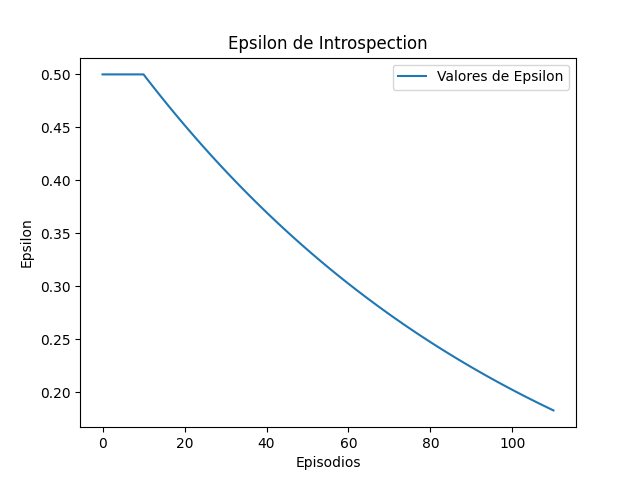 Epsilon de Introspection
Valores de Epsilon
Epsilon
0.50
0.45
0.40
0.35
0.30
0.25
0.20
0 20 40 60 80 100
Episodios